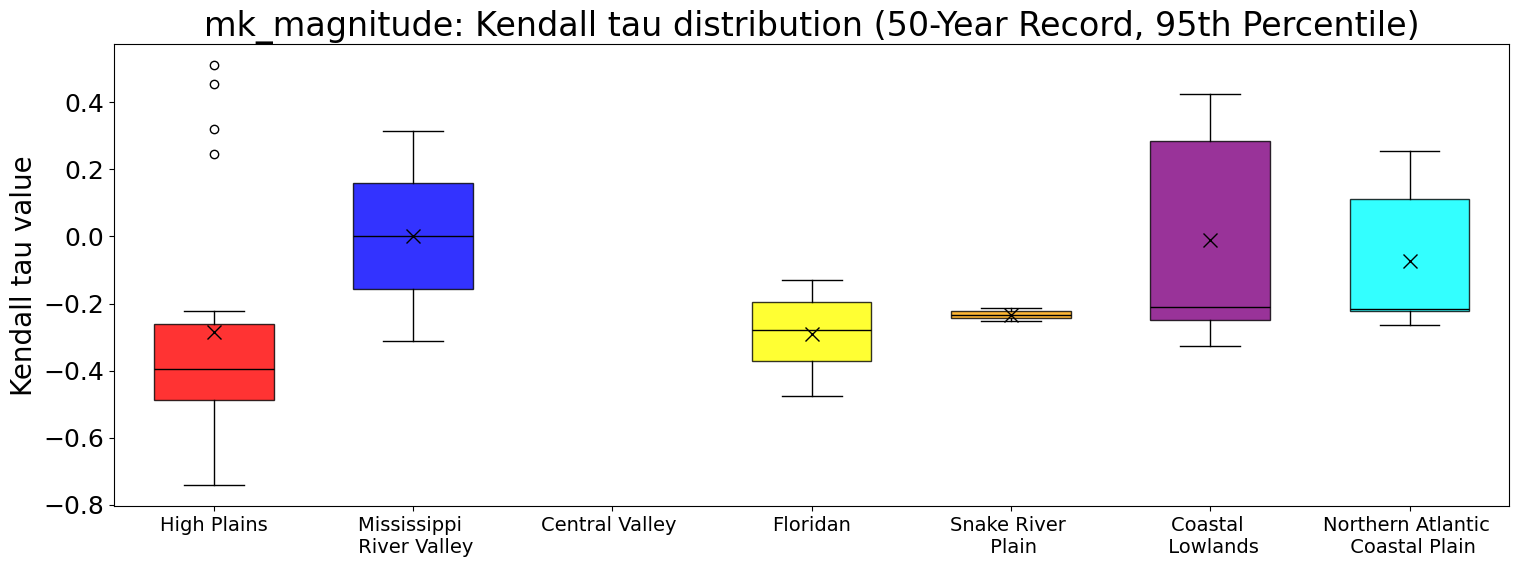 mk_magnitude: Kendall tau distribution (50-Year Record, 95th Percentile)
Kendall tau value
0.4
0.2
0.0
−0.2
−0.4
−0.6
−0.8
High Plains
Mississippi
River Valley
Central Valley
Floridan
Snake River
Plain
Coastal
Lowlands
Northern Atlantic
Coastal Plain